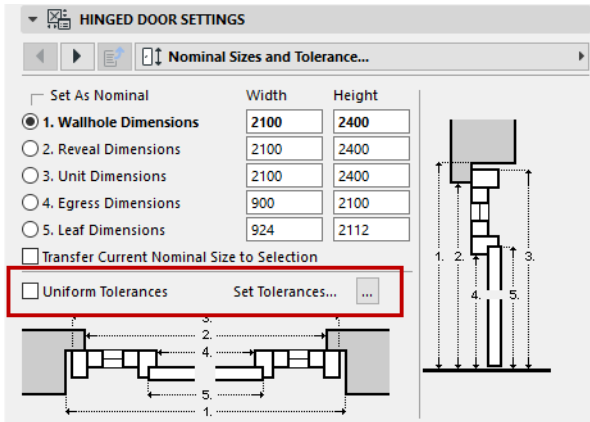 HINGED DOOR SETTINGS
Nominal Sizes and Tolerance...
Set As Nominal Width Height
1. Wallhole Dimensions 2100 2400
2. Reveal Dimensions 2100 2400
3. Unit Dimensions 2100 2400
4. Egress Dimensions 900 2100
5. Leaf Dimensions 924 2112
Transfer Current Nominal Size to Selection
Uniform Tolerances Set Tolerances... ...
3.
2.
4.
5.
1.
1. 2. 3.
4. 5.